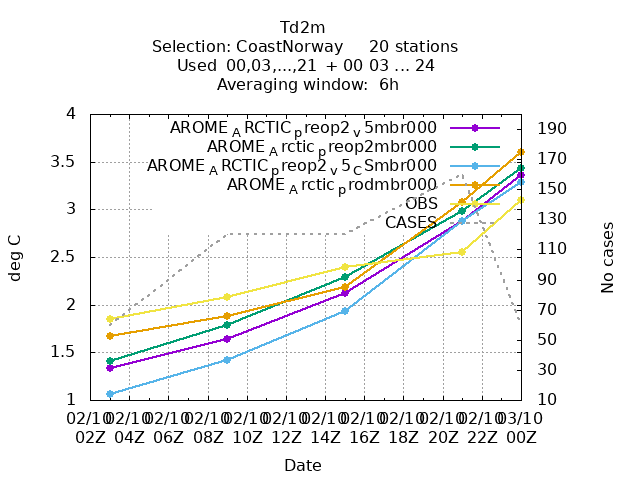 Td2m
Selection: CoastNorway 20 stations
Used 00,03,...,21 + 00 03 ... 24
Averaging window: 6h
AROME_ARCTIC_preop2_v5mbr000
AROME_Arctic_preop2mbr000
AROME_ARCTIC_preop2_v5_CSmbr000
AROME_Arctic_prodmbr000
OBS
CASES
deg C
4
3.5
3
2.5
2
1.5
1
No cases
190
170
150
130
110
90
70
50
30
10
02/10 02/10 02/10 02/10 02/10 02/10 02/10 02/10 02/10 02/10 02/10 03/10
02Z 04Z 06Z 08Z 10Z 12Z 14Z 16Z 18Z 20Z 22Z 00Z
Date